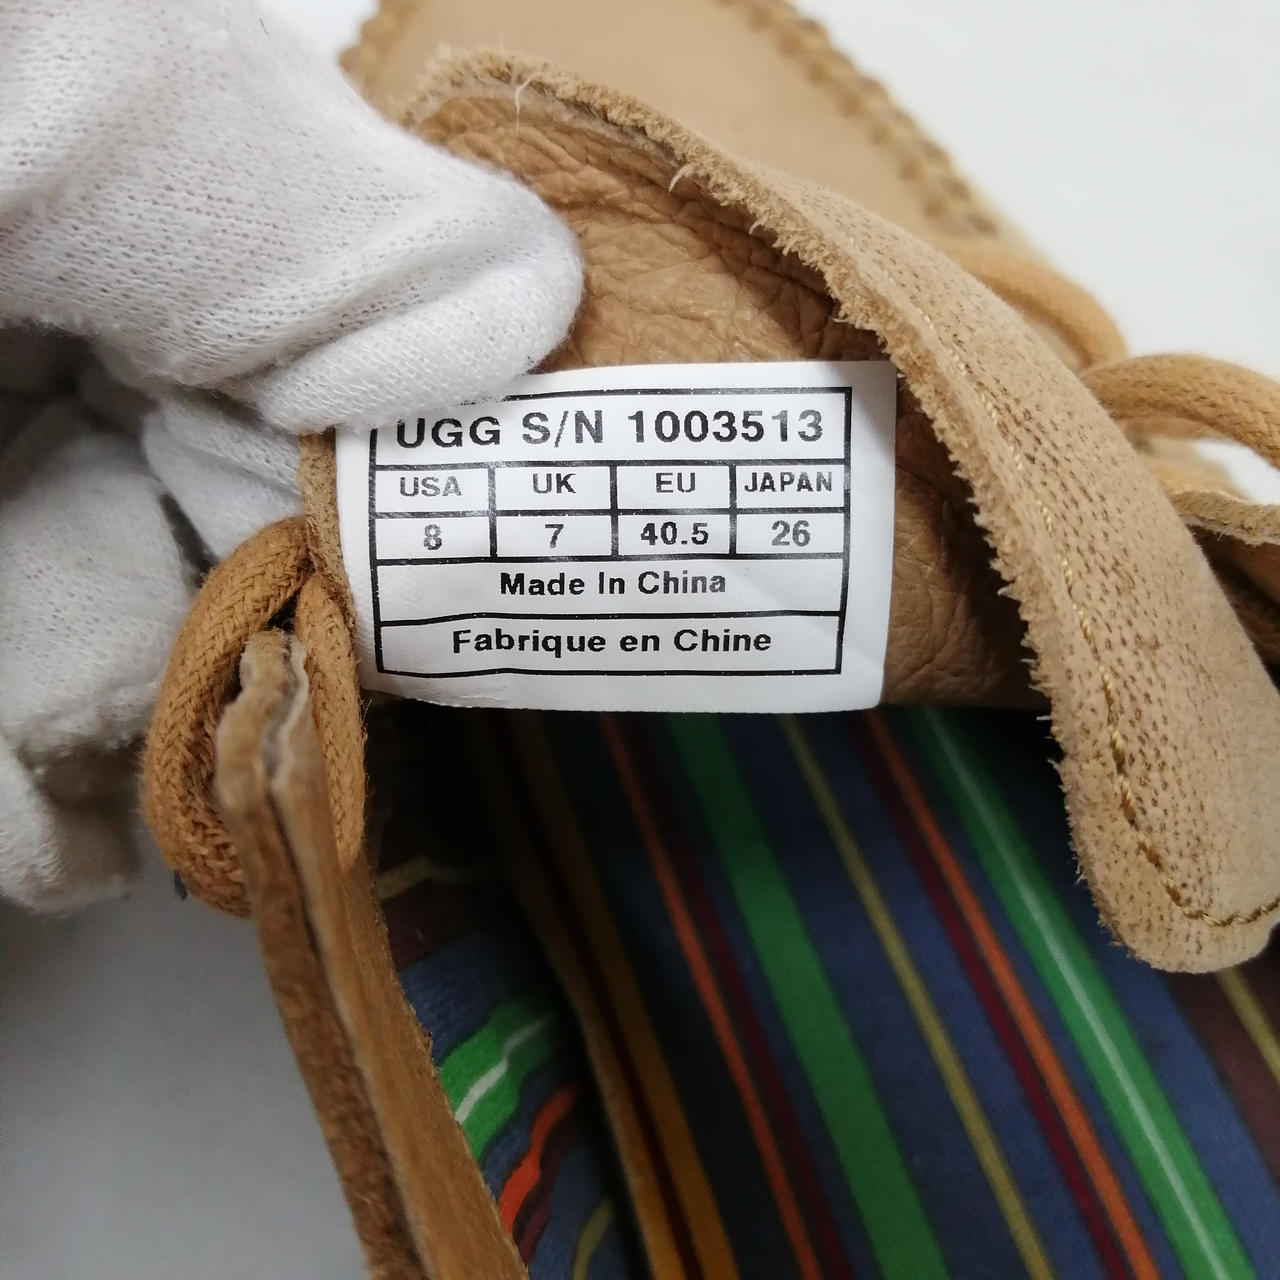 UGG S/N 1003513
USA UK EU JAPAN
8 7 40.5 26
Made In China
Fabrique en Chine